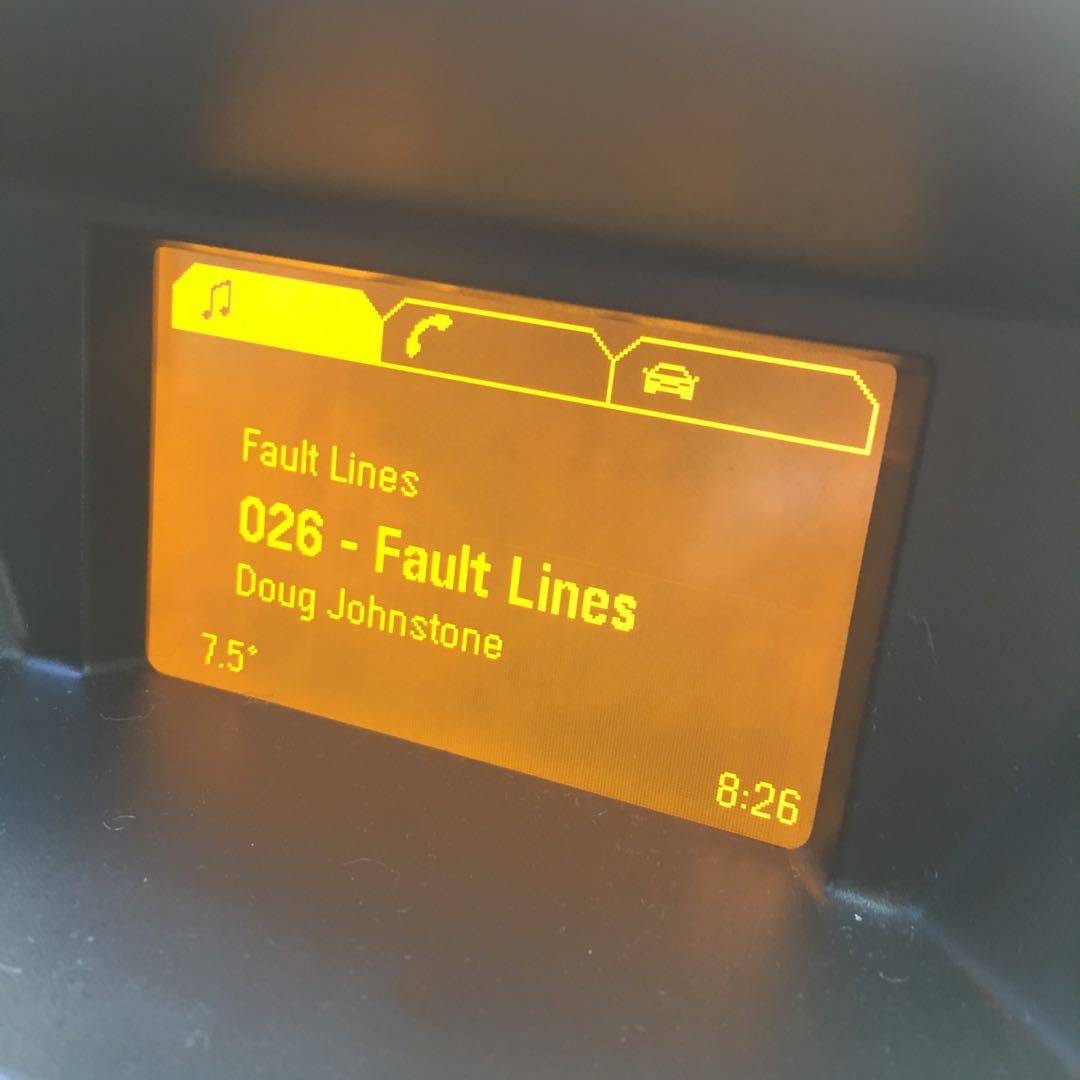 Fault Lines
026 - Fault Lines
Doug Johnstone
7.5°
8:26